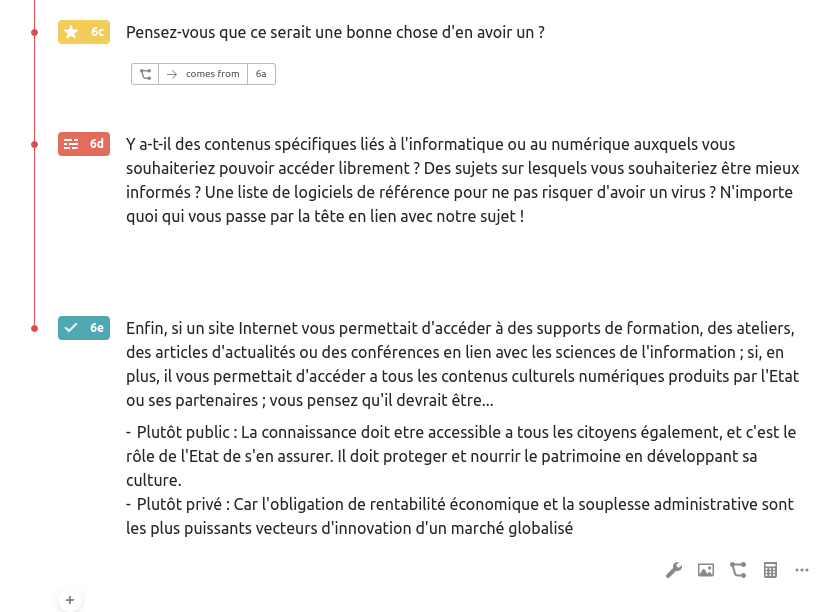 6c Pensez-vous que ce serait une bonne chose d'en avoir un ?
comes from 6a
6d Y a-t-il des contenus spécifiques liés à l'informatique ou au numérique auxquels vous
souhaiteriez pouvoir accéder librement ? Des sujets sur lesquels vous souhaiteriez être mieux
informés ? Une liste de logiciels de référence pour ne pas risquer d'avoir un virus ? N'importe
quoi qui vous passe par la tête en lien avec notre sujet !
6e Enfin, si un site Internet vous permettait d'accéder à des supports de formation, des ateliers,
des articles d'actualités ou des conférences en lien avec les sciences de l'information ; si, en
plus, il vous permettait d'accéder a tous les contenus culturels numériques produits par l'Etat
ou ses partenaires ; vous pensez qu'il devrait être...
- Plutôt public : La connaissance doit etre accessible a tous les citoyens également, et c'est le
rôle de l'Etat de s'en assurer. Il doit proteger et nourrir le patrimoine en développant sa
culture.
- Plutôt privé : Car l'obligation de rentabilité économique et la souplesse administrative sont
les plus puissants vecteurs d'innovation d'un marché globalisé